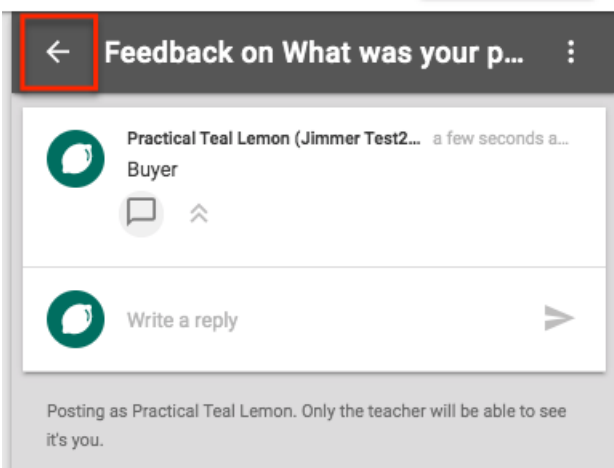 Feedback on What was your p...
Practical Teal Lemon (Jimmer Test2... a few seconds a...
Buyer
Write a reply
Posting as Practical Teal Lemon. Only the teacher will be able to see
it's you.